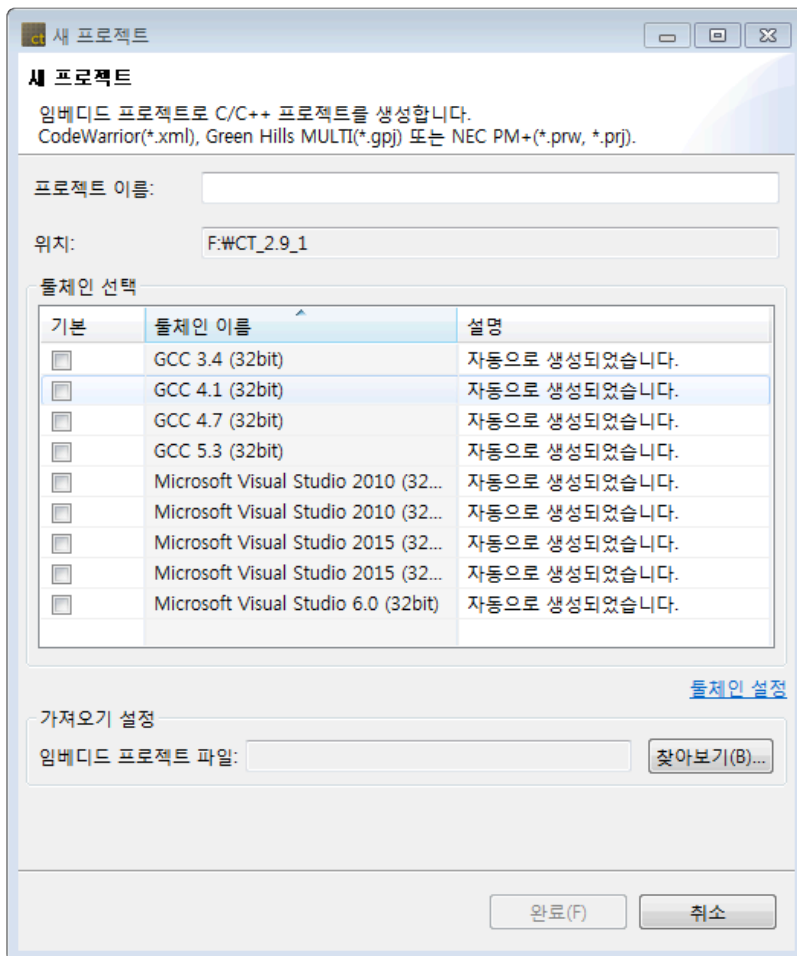 ct 새 프로젝트
새 프로젝트
임베디드 프로젝트로 C/C++ 프로젝트를 생성합니다.
CodeWarrior(*.xml), Green Hills MULTI(*.gpj) 또는 NEC PM+(*.prw, *.prj).
프로젝트 이름:
위치: F:₩CT_2.9_1
툴체인 선택
기본 툴체인 이름 설명
GCC 3.4 (32bit) 자동으로 생성되었습니다.
GCC 4.1 (32bit) 자동으로 생성되었습니다.
GCC 4.7 (32bit) 자동으로 생성되었습니다.
GCC 5.3 (32bit) 자동으로 생성되었습니다.
Microsoft Visual Studio 2010 (32... 자동으로 생성되었습니다.
Microsoft Visual Studio 2010 (32... 자동으로 생성되었습니다.
Microsoft Visual Studio 2015 (32... 자동으로 생성되었습니다.
Microsoft Visual Studio 2015 (32... 자동으로 생성되었습니다.
Microsoft Visual Studio 6.0 (32bit) 자동으로 생성되었습니다.
툴체인 설정
가져오기 설정
임베디드 프로젝트 파일: 찾아보기(B)...
완료(F) 취소